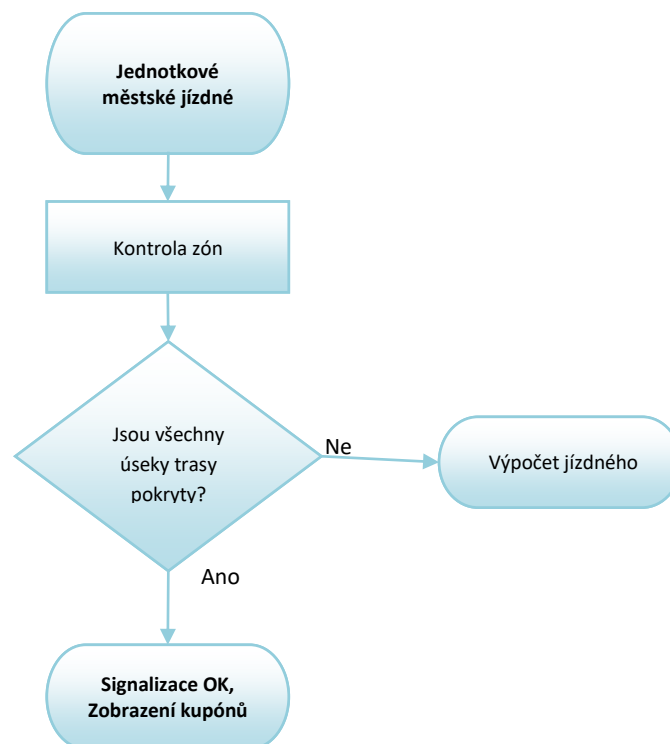 Jednotkové
městské jízdné
Kontrola zón
Jsou všechny
úseky trasy
pokryty?
Ne
Výpočet jízdného
Ano
Signalizace OK,
Zobrazení kupónů